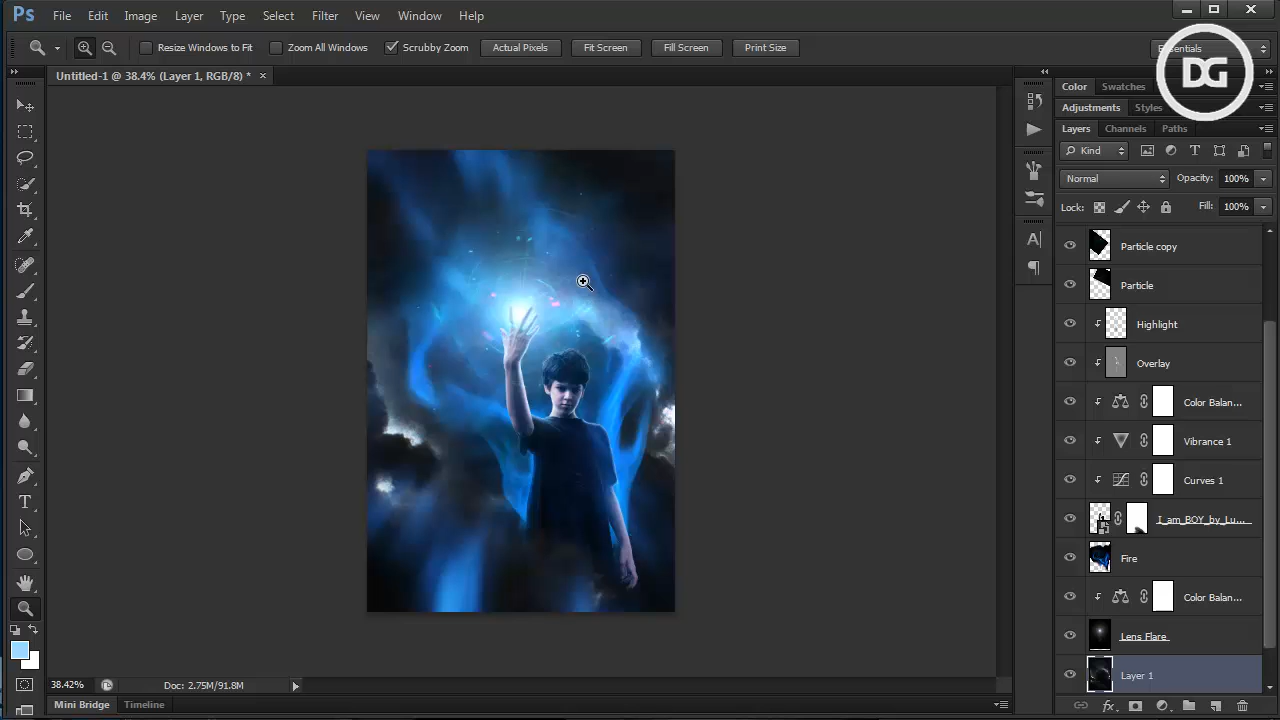 Ps File Edit Image Layer Type Select Filter View Window Help
Resize Windows to Fit Zoom All Windows Scrubby Zoom Actual Pixels Fit Screen Fill Screen Print Size
DG
Untitled-1 @ 38.4% (Layer 1, RGB/8) * ×
Color Swatches
Adjustments Styles
Layers Channels Paths
Kind
Normal Opacity: 100%
Lock: Fill: 100%
Particle copy
Particle
Highlight
Overlay
Color Balan...
Vibrance 1
Curves 1
I_am_BOY_by_Lu...
Fire
Color Balan...
Lens Flare
Layer 1
38.42% Doc: 2.75M/91.8M
Mini Bridge Timeline